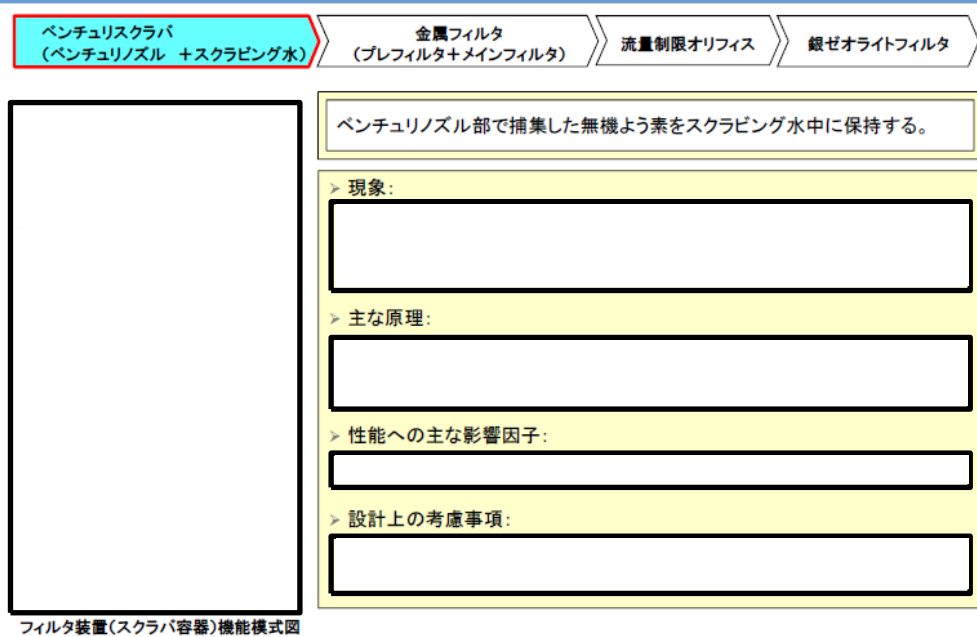 ベンチュリスクラバ
(ベンチュリノズル +スクラビング水)
金属フィルタ
(プレフィルタ+メインフィルタ)
流量制限オリフィス
銀ゼオライトフィルタ
ベンチュリノズル部で捕集した無機よう素をスクラビング水中に保持する。
➢ 現象:
➢ 主な原理:
➢ 性能への主な影響因子:
➢ 設計上の考慮事項:
フィルタ装置(スクラバ容器)機能模式図